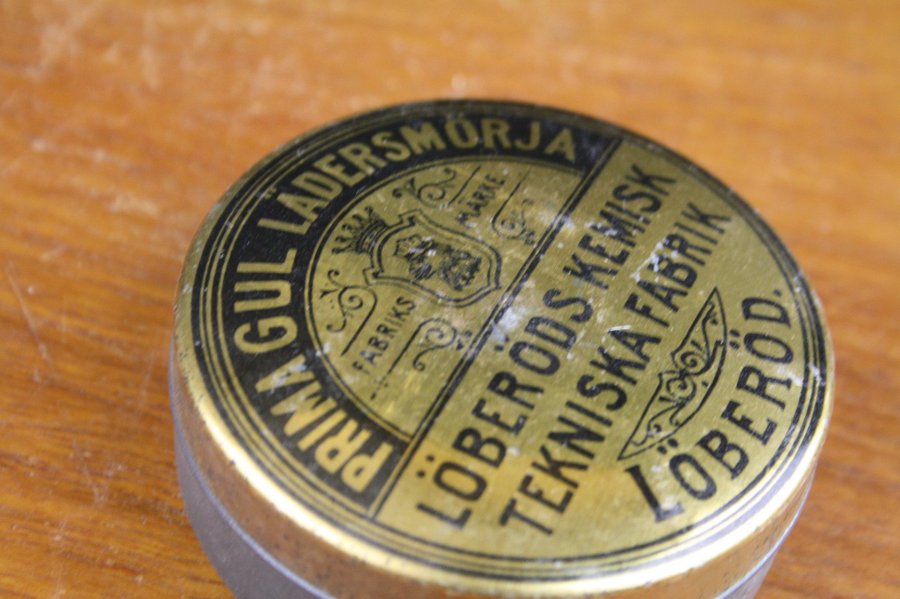 PRIMA GUL LÄDERSMÖRJA
FABRIKS MÄRKE
LÖBERÖDS KEMISK
TEKNISKA FABRIK
LÖBERÖD.